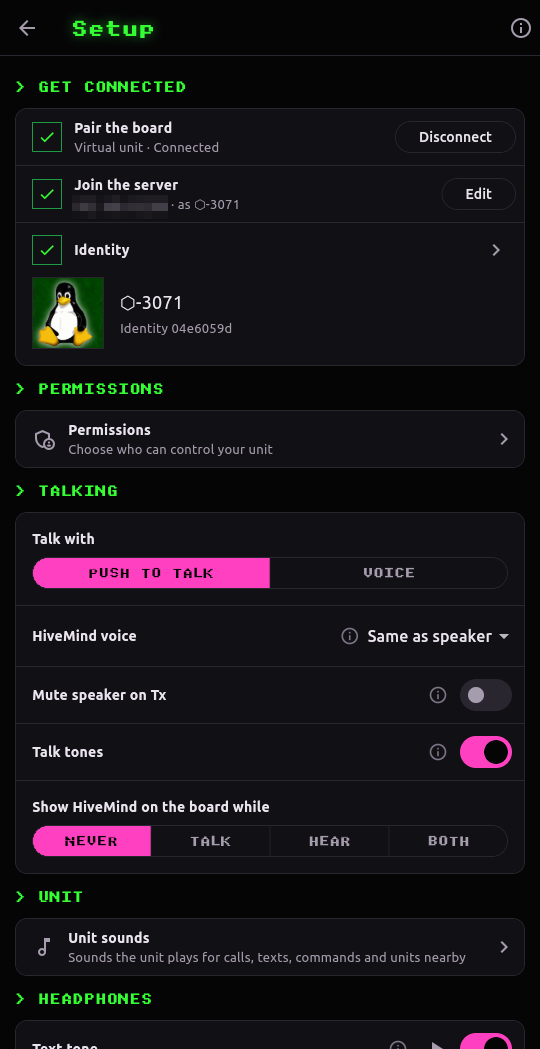 Setup
> GET CONNECTED
Pair the board
Virtual unit · Connected
Disconnect
Join the server
· as ⬡-3071
Edit
Identity
⬡-3071
Identity 04e6059d
> PERMISSIONS
Permissions
Choose who can control your unit
> TALKING
Talk with
PUSH TO TALK
VOICE
HiveMind voice
Same as speaker
Mute speaker on Tx
Talk tones
Show HiveMind on the board while
NEVER
TALK
HEAR
BOTH
> UNIT
Unit sounds
Sounds the unit plays for calls, texts, commands and units nearby
> HEADPHONES
Text tone